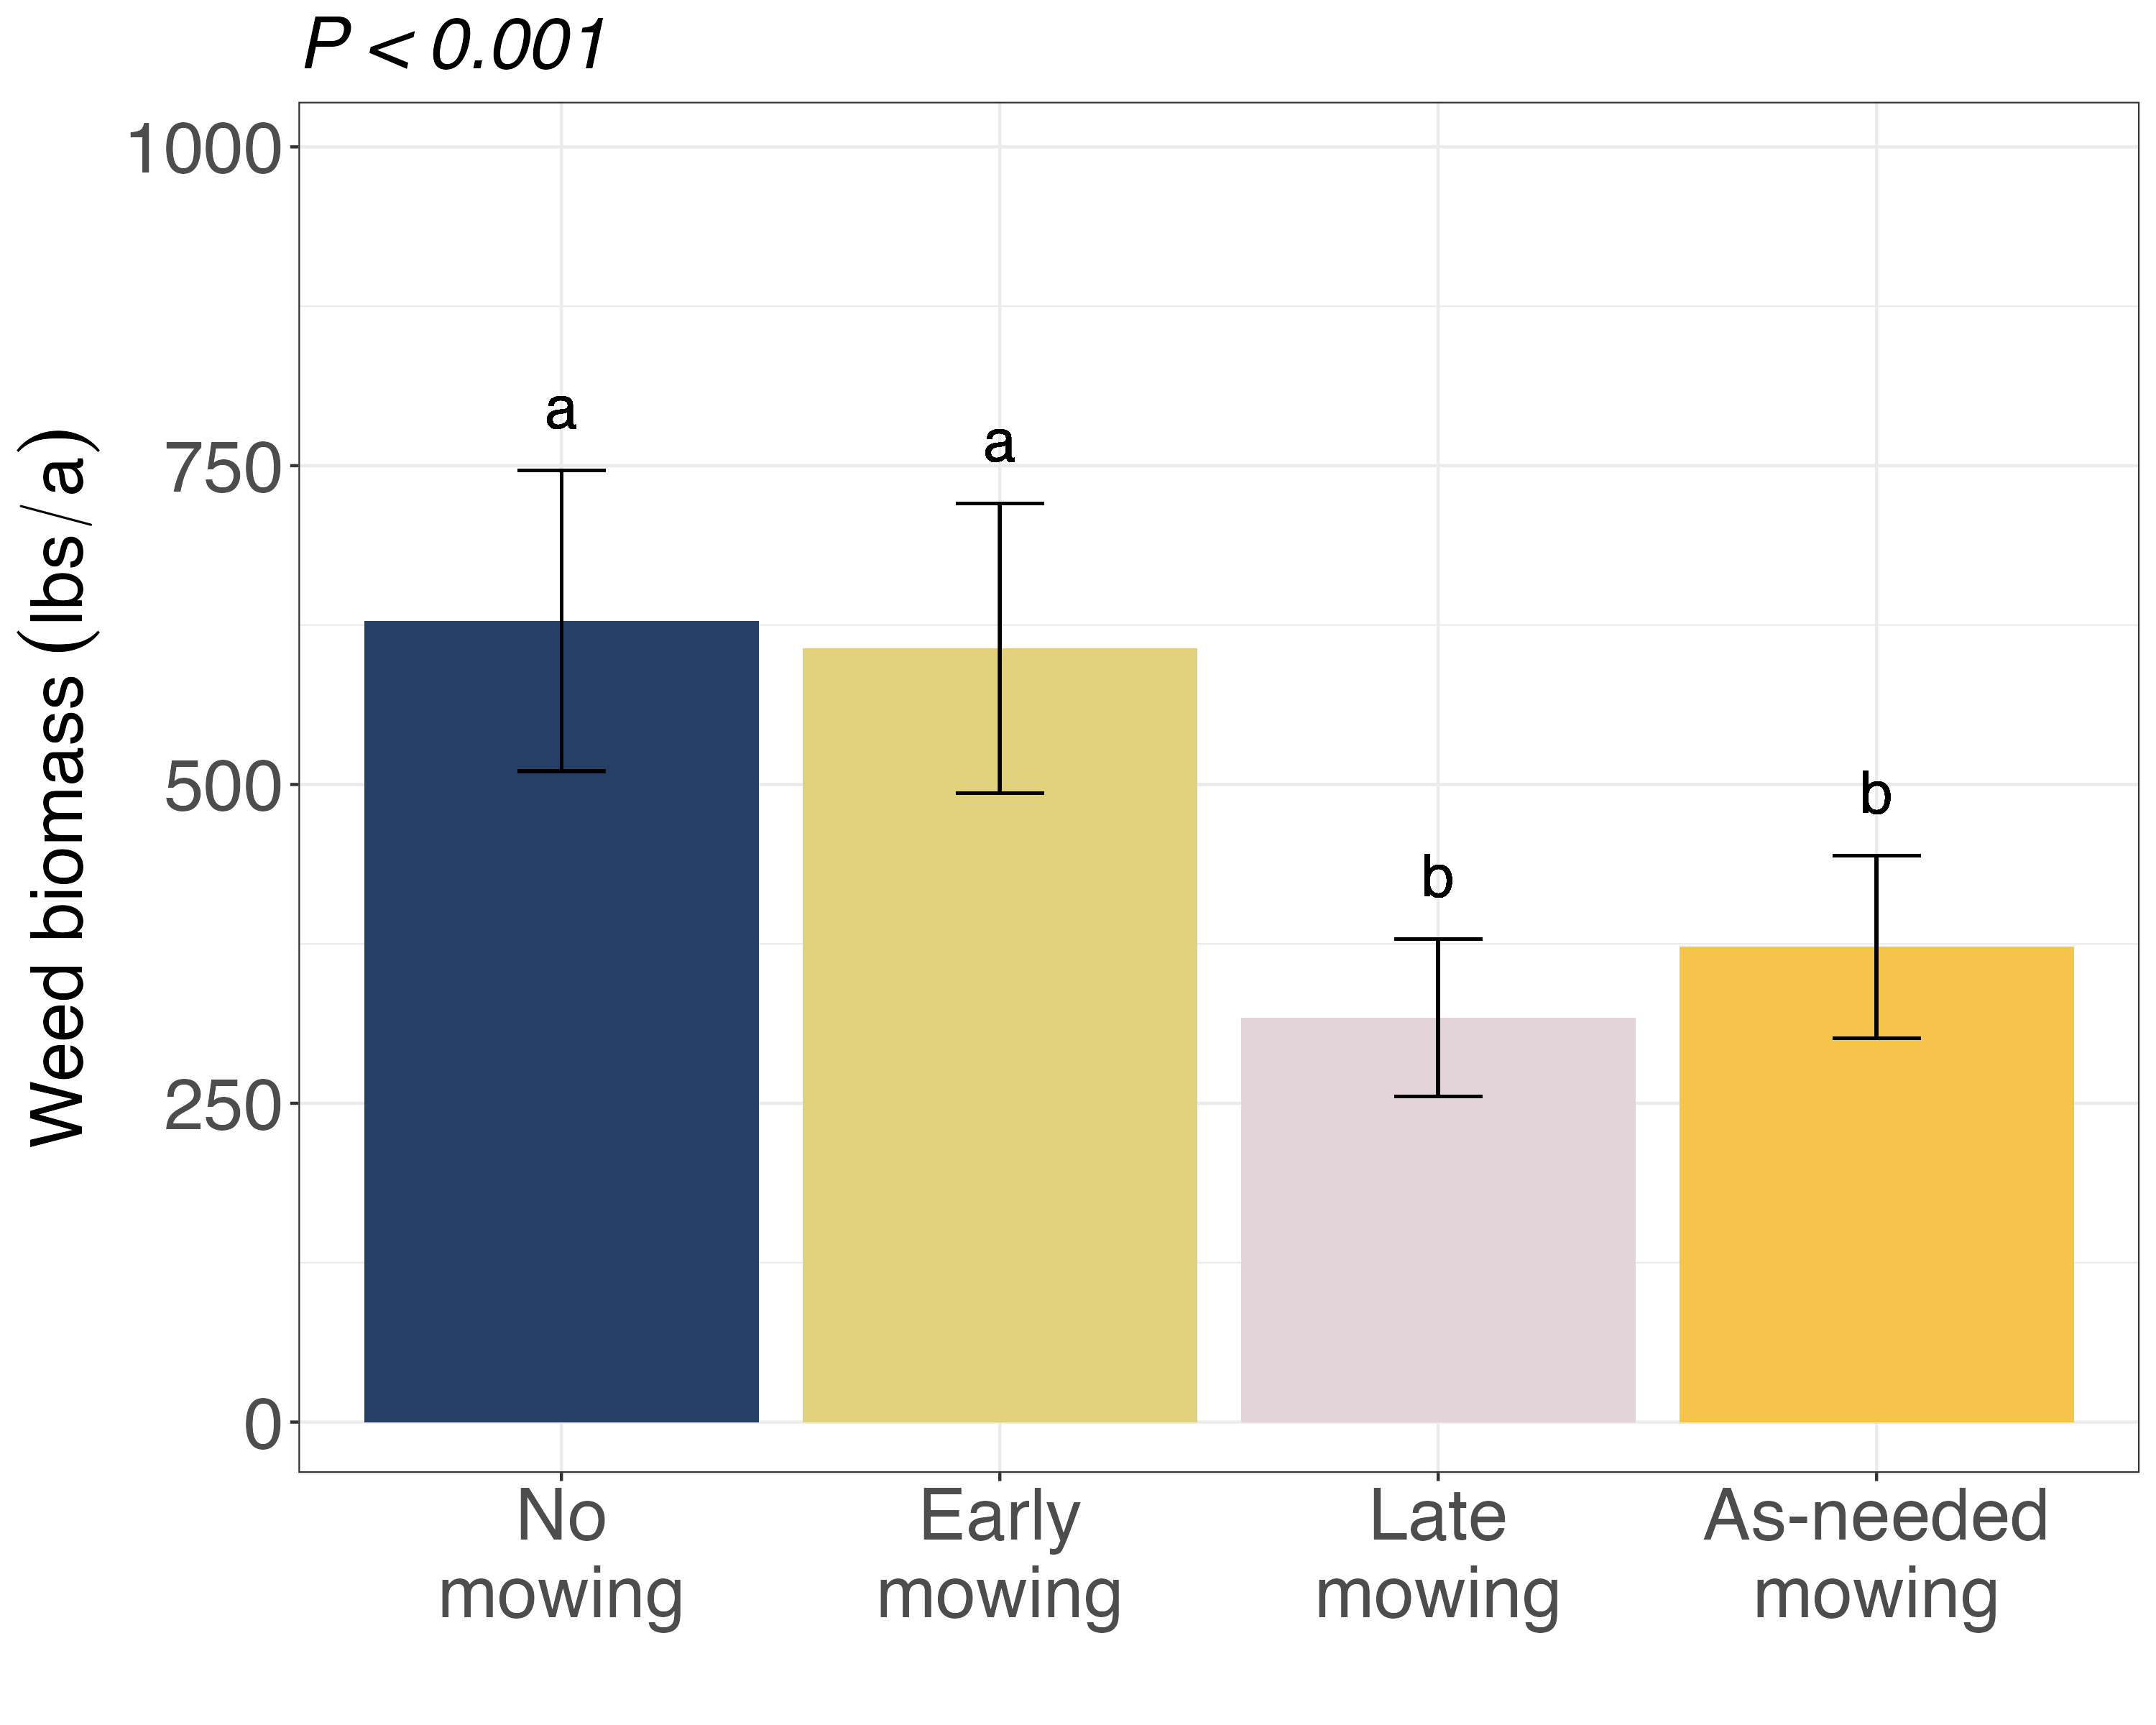 P < 0.001
Weed biomass (lbs/a)
1000
750
500
250
0
a
a
b
b
No
mowing
Early
mowing
Late
mowing
As-needed
mowing